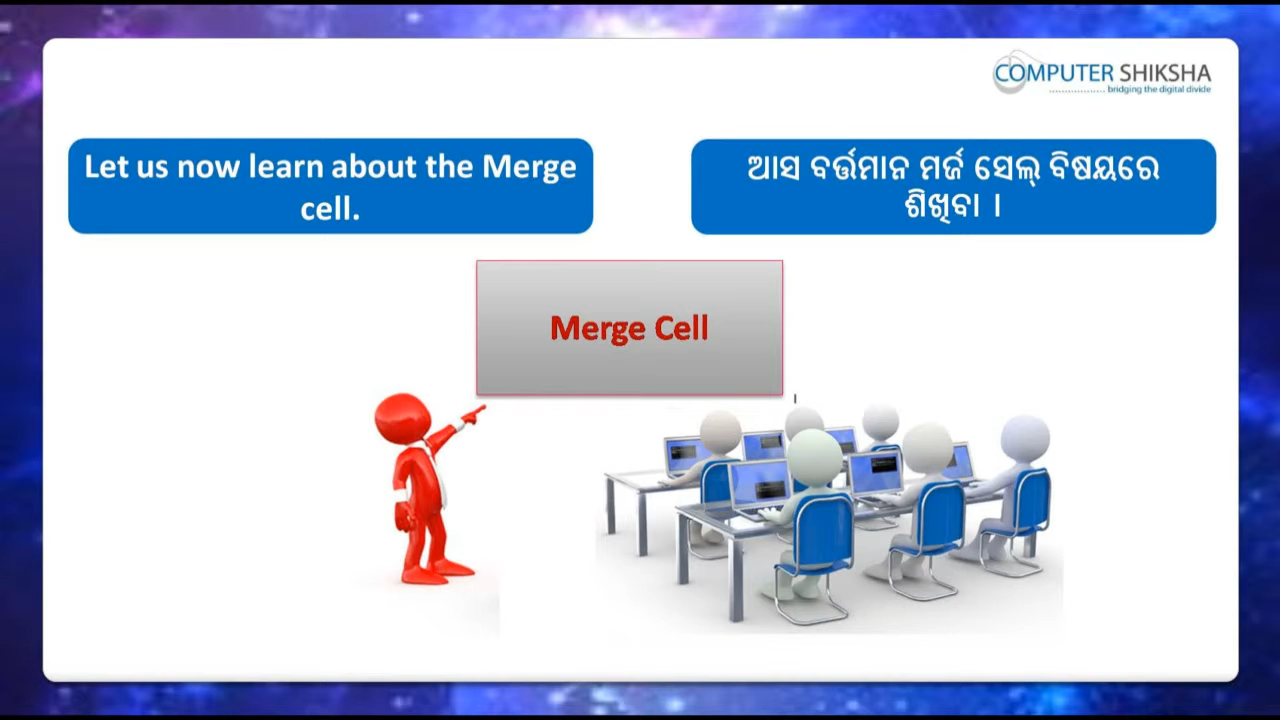 COMPUTER SHIKSHA
bridging the digital divide
Let us now learn about the Merge
cell.
ଆସ ବର୍ତ୍ତମାନ ମର୍ଜ ସେଲ୍ ବିଷୟରେ
ଶିଖିବା ।
Merge Cell